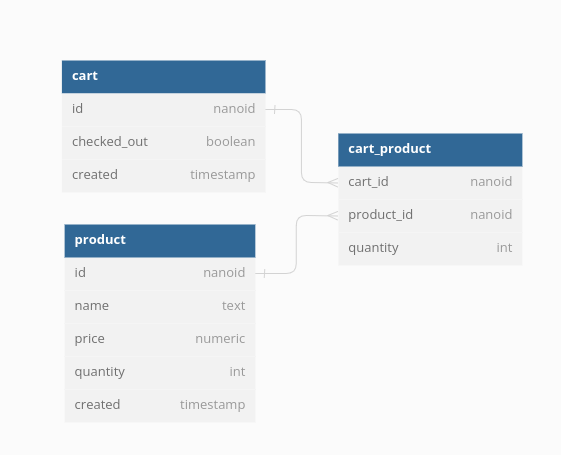 cart
id nanoid
checked_out boolean
created timestamp
cart_product
cart_id nanoid
product_id nanoid
quantity int
product
id nanoid
name text
price numeric
quantity int
created timestamp